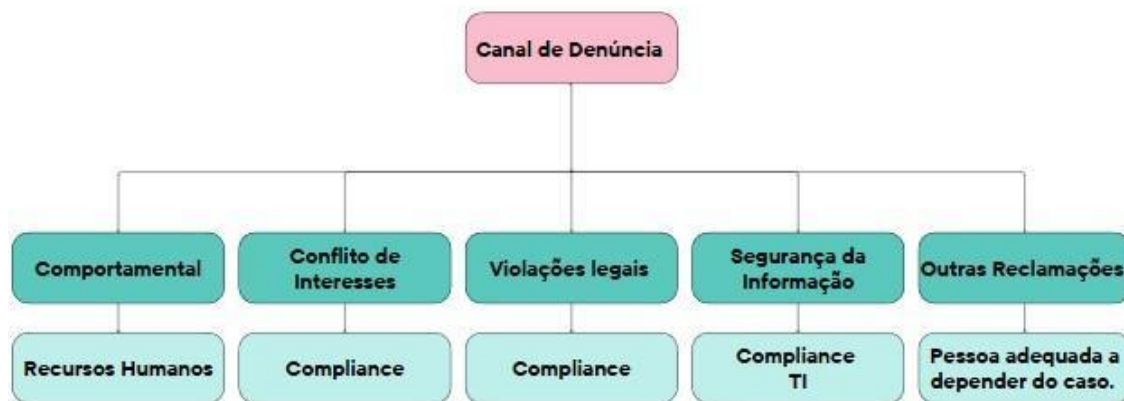 Canal de Denúncia
Comportamental
Conflito de
Interesses
Violações legais
Segurança da
Informação
Outras Reclamações
Recursos Humanos
Compliance
Compliance
Compliance
TI
Pessoa adequada a
depender do caso.